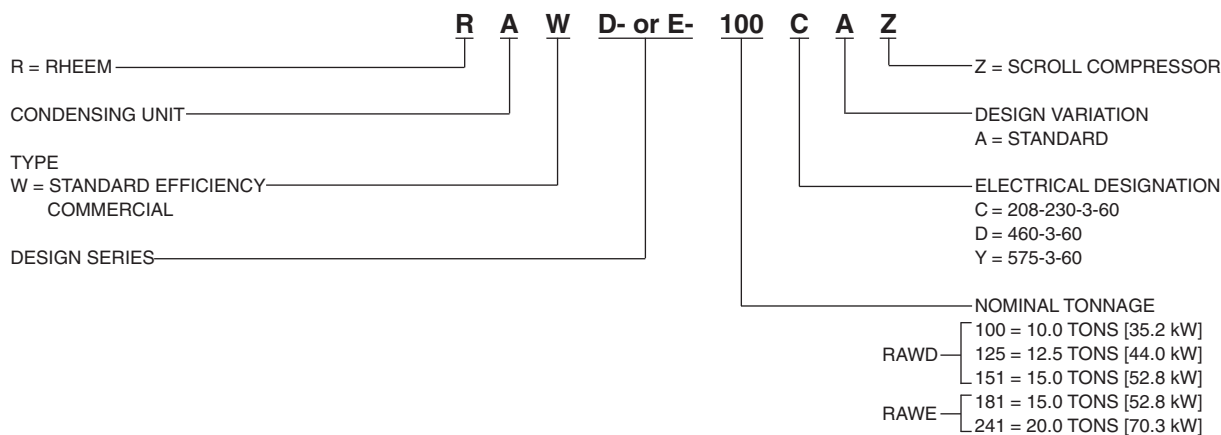 R A W D- or E- 100 C A Z
R = RHEEM
Z = SCROLL COMPRESSOR
CONDENSING UNIT
DESIGN VARIATION
A = STANDARD
TYPE
W = STANDARD EFFICIENCY
COMMERCIAL
ELECTRICAL DESIGNATION
C = 208-230-3-60
D = 460-3-60
Y = 575-3-60
DESIGN SERIES
NOMINAL TONNAGE
RAWD
100 = 10.0 TONS [35.2 kW]
125 = 12.5 TONS [44.0 kW]
151 = 15.0 TONS [52.8 kW]
RAWE
181 = 15.0 TONS [52.8 kW]
241 = 20.0 TONS [70.3 kW]